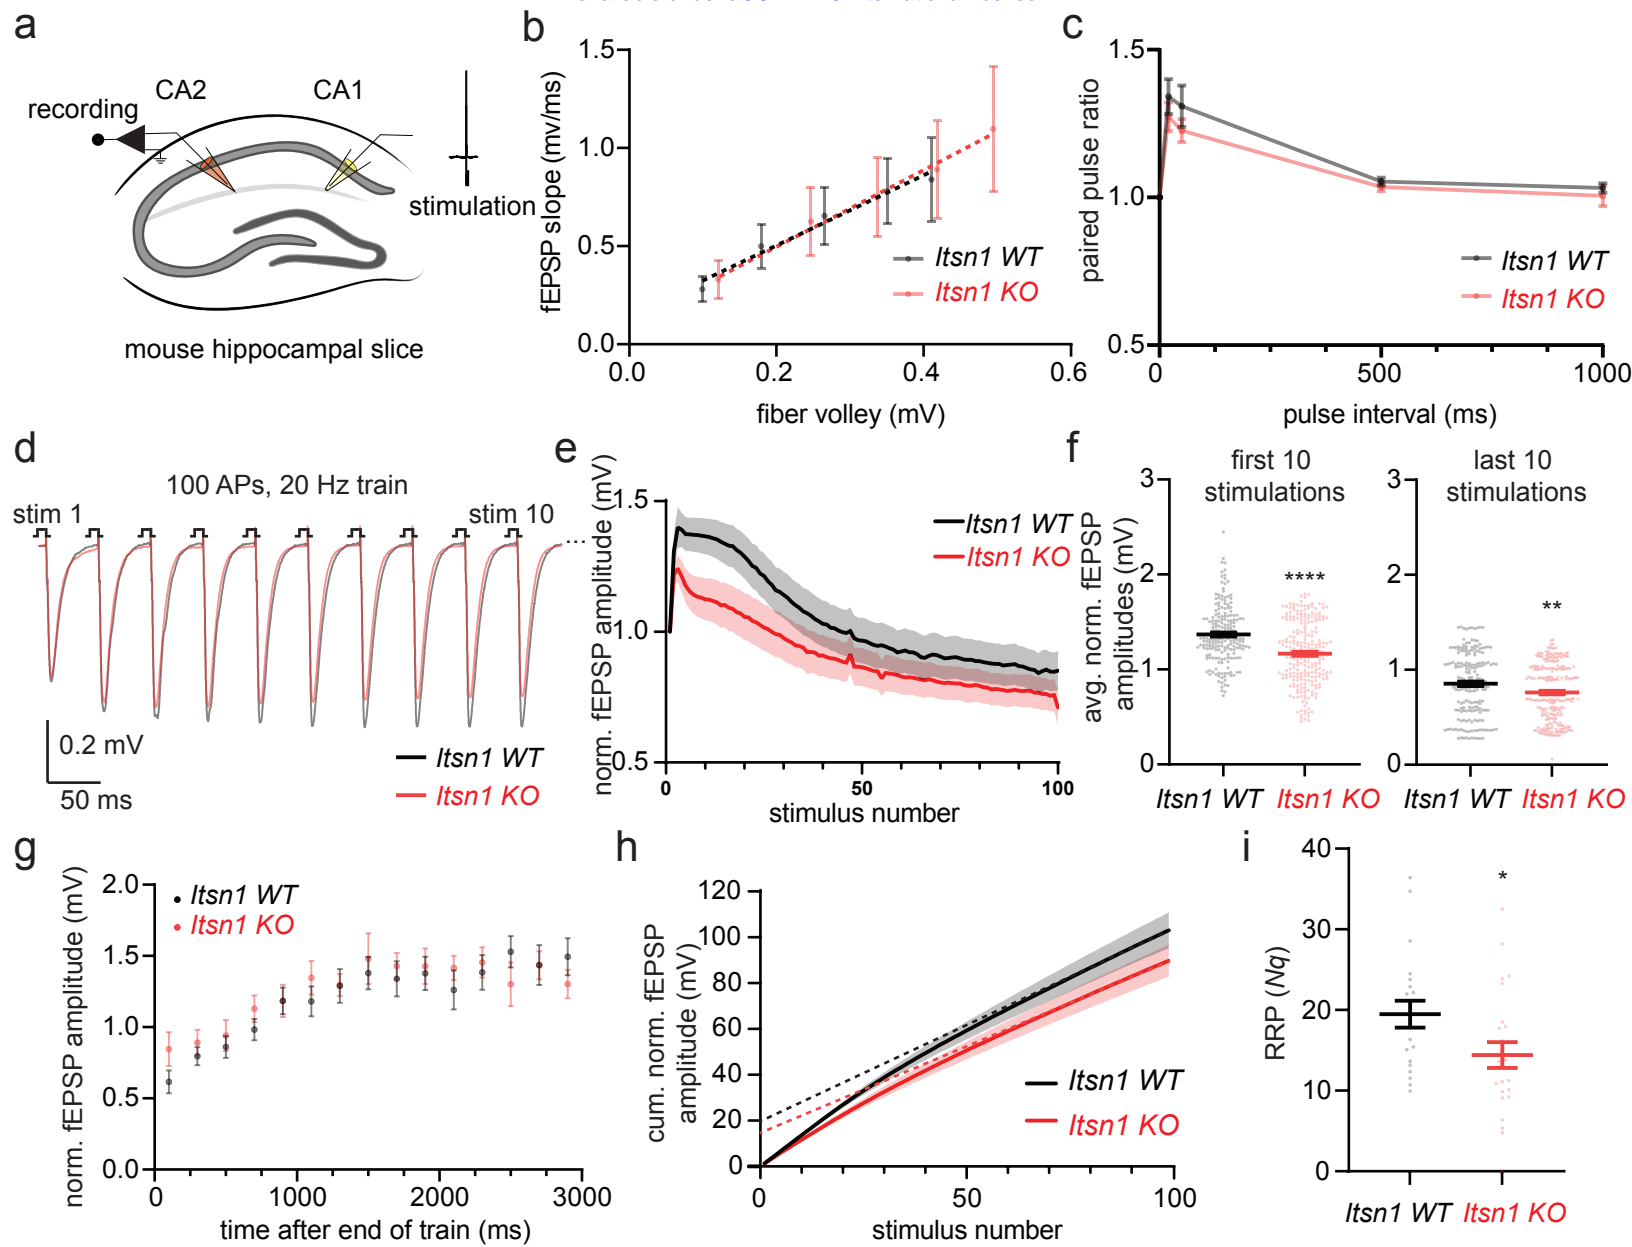 a
CA2
CA1
recording
stimulation
mouse hippocampal slice
b
1.5
1.0
0.5
0.0
fEPSP slope (mv/ms)
Itsn1 WT
Itsn1 KO
0.0
0.2
0.4
0.6
fiber volley (mV)
c
1.5
1.0
0.5
paired pulse ratio
Itsn1 WT
Itsn1 KO
0
500
1000
pulse interval (ms)
d
100 APs, 20 Hz train
stim 1
stim 10
...
0.2 mV
50 ms
Itsn1 WT
Itsn1 KO
e
1.5
1.0
0.5
norm. fEPSP amplitude (mV)
Itsn1 WT
Itsn1 KO
0
50
100
stimulus number
f
first 10
stimulations
last 10
stimulations
avg. norm. fEPSP
amplitudes (mV)
3
2
1
0
****
Itsn1 WT
Itsn1 KO
3
2
1
0
**
Itsn1 WT
Itsn1 KO
g
2.0
1.5
1.0
0.5
0.0
norm. fEPSP amplitude (mV)
Itsn1 WT
Itsn1 KO
0
1000
2000
3000
time after end of train (ms)
h
120
100
80
60
40
20
0
cum. norm. fEPSP
amplitude (mV)
Itsn1 WT
Itsn1 KO
0
50
100
stimulus number
i
40
30
20
10
0
RRP (Nq)
*
Itsn1 WT
Itsn1 KO